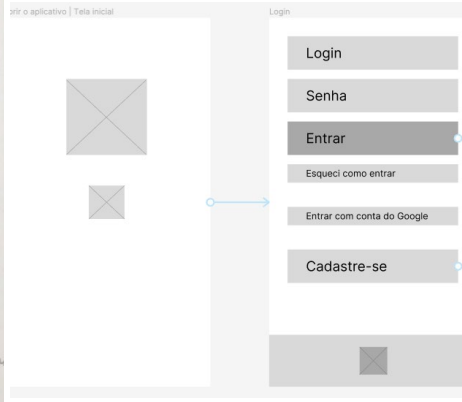 rir o aplicativo | Tela inicial
Login
Login
Senha
Entrar
Esqueci como entrar
Entrar com conta do Google
Cadastre-se